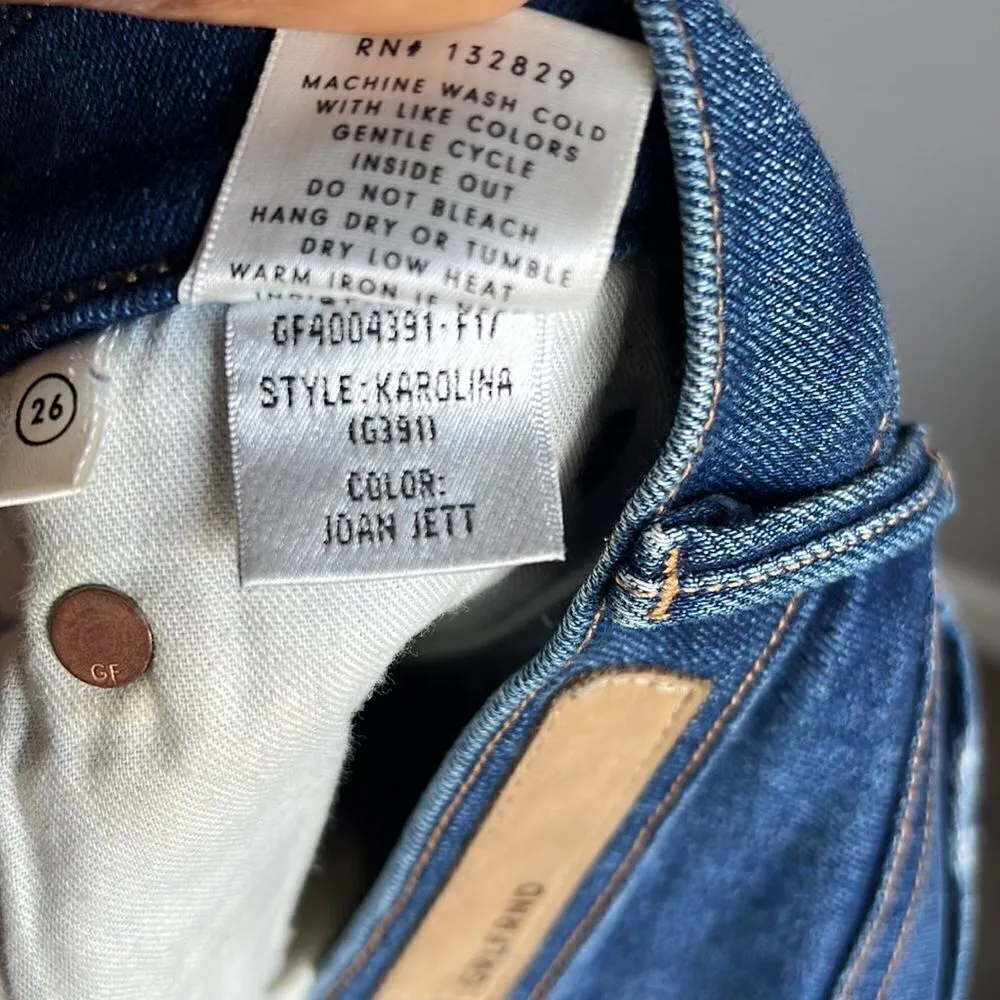 RN# 132829
MACHINE WASH COLD
WITH LIKE COLORS
GENTLE CYCLE
INSIDE OUT
DO NOT BLEACH
HANG DRY OR TUMBLE
DRY LOW HEAT
WARM IRON IF
GF4004391-F17
STYLE:KAROLINA
(G391)
COLOR:
JOAN JETT
26
GF
GRLFRND